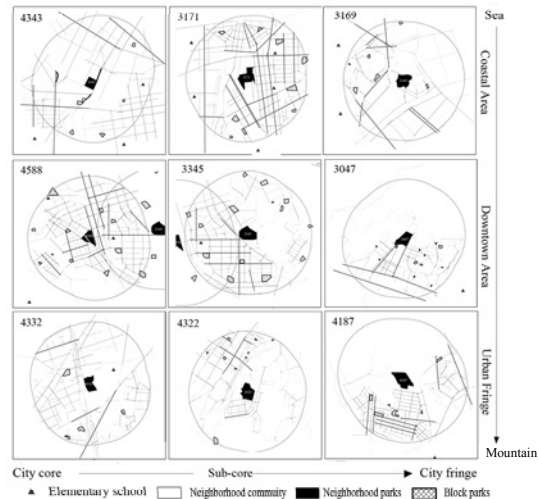 4343
3171
3169
Sea
Coastal Area
4588
3345
3047
Downtown Area
4332
4322
4187
Urban Fringe
Mountain
City core
Sub-core
City fringe
Elementary school
Neighborhood commuity
Neighborhood parks
Block parks